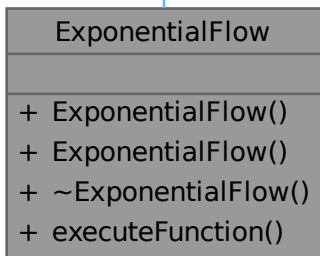 ExponentialFlow
+ ExponentialFlow()
+ ExponentialFlow()
+ ~ExponentialFlow()
+ executeFunction()